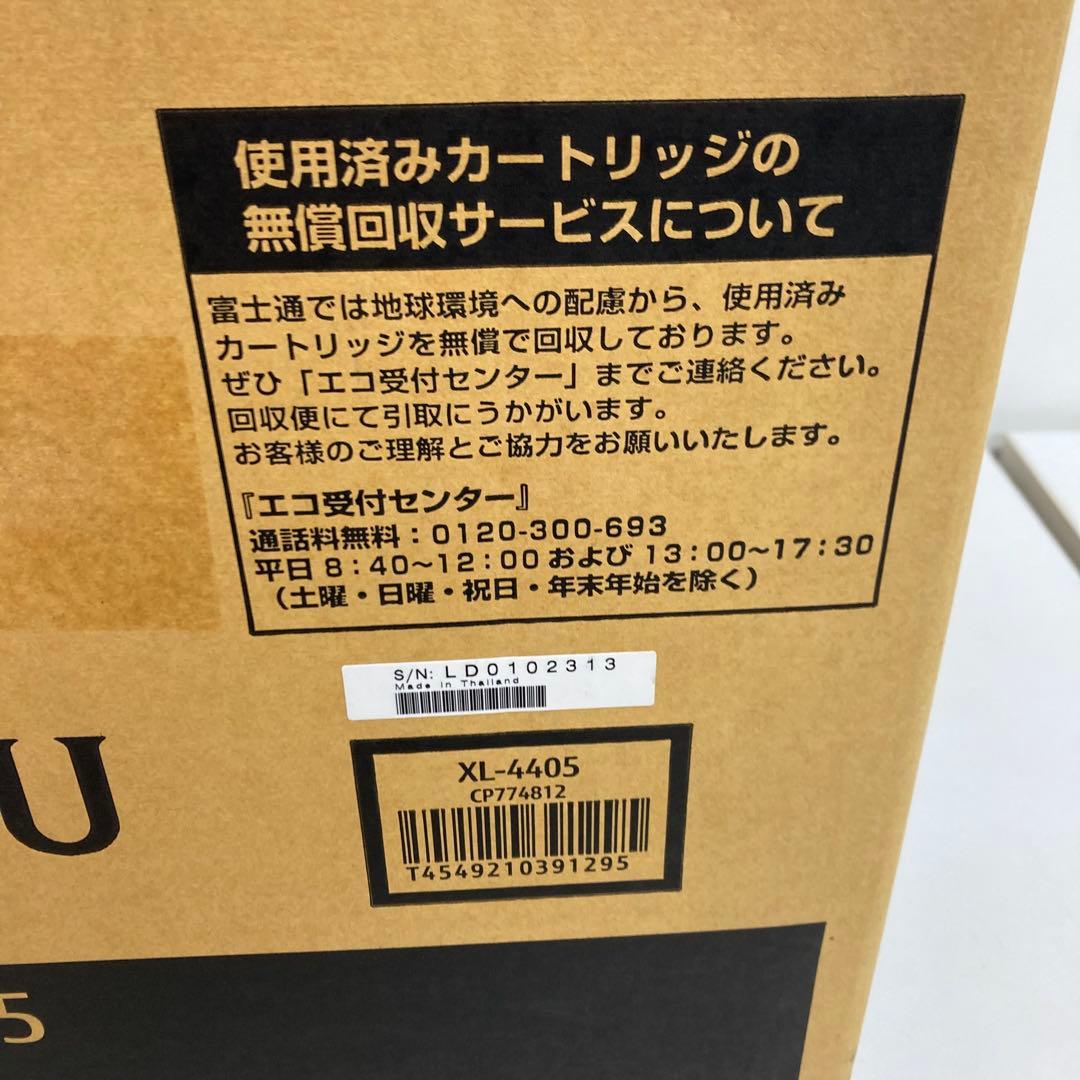 使用済みカートリッジの
無償回収サービスについて
富士通では地球環境への配慮から、使用済み
カートリッジを無償で回収しております。
ぜひ「エコ受付センター」までご連絡ください。
回収便にて引取にうかがいます。
お客様のご理解とご協力をお願いいたします。
『エコ受付センター』
通話料無料：0120-300-693
平日8：40～12：00および13：00～17：30
（土曜・日曜・祝日・年末年始を除く）
S/N: LD0102313
Made in Thailand
U
XL-4405
CP774812
T4549210391295
5